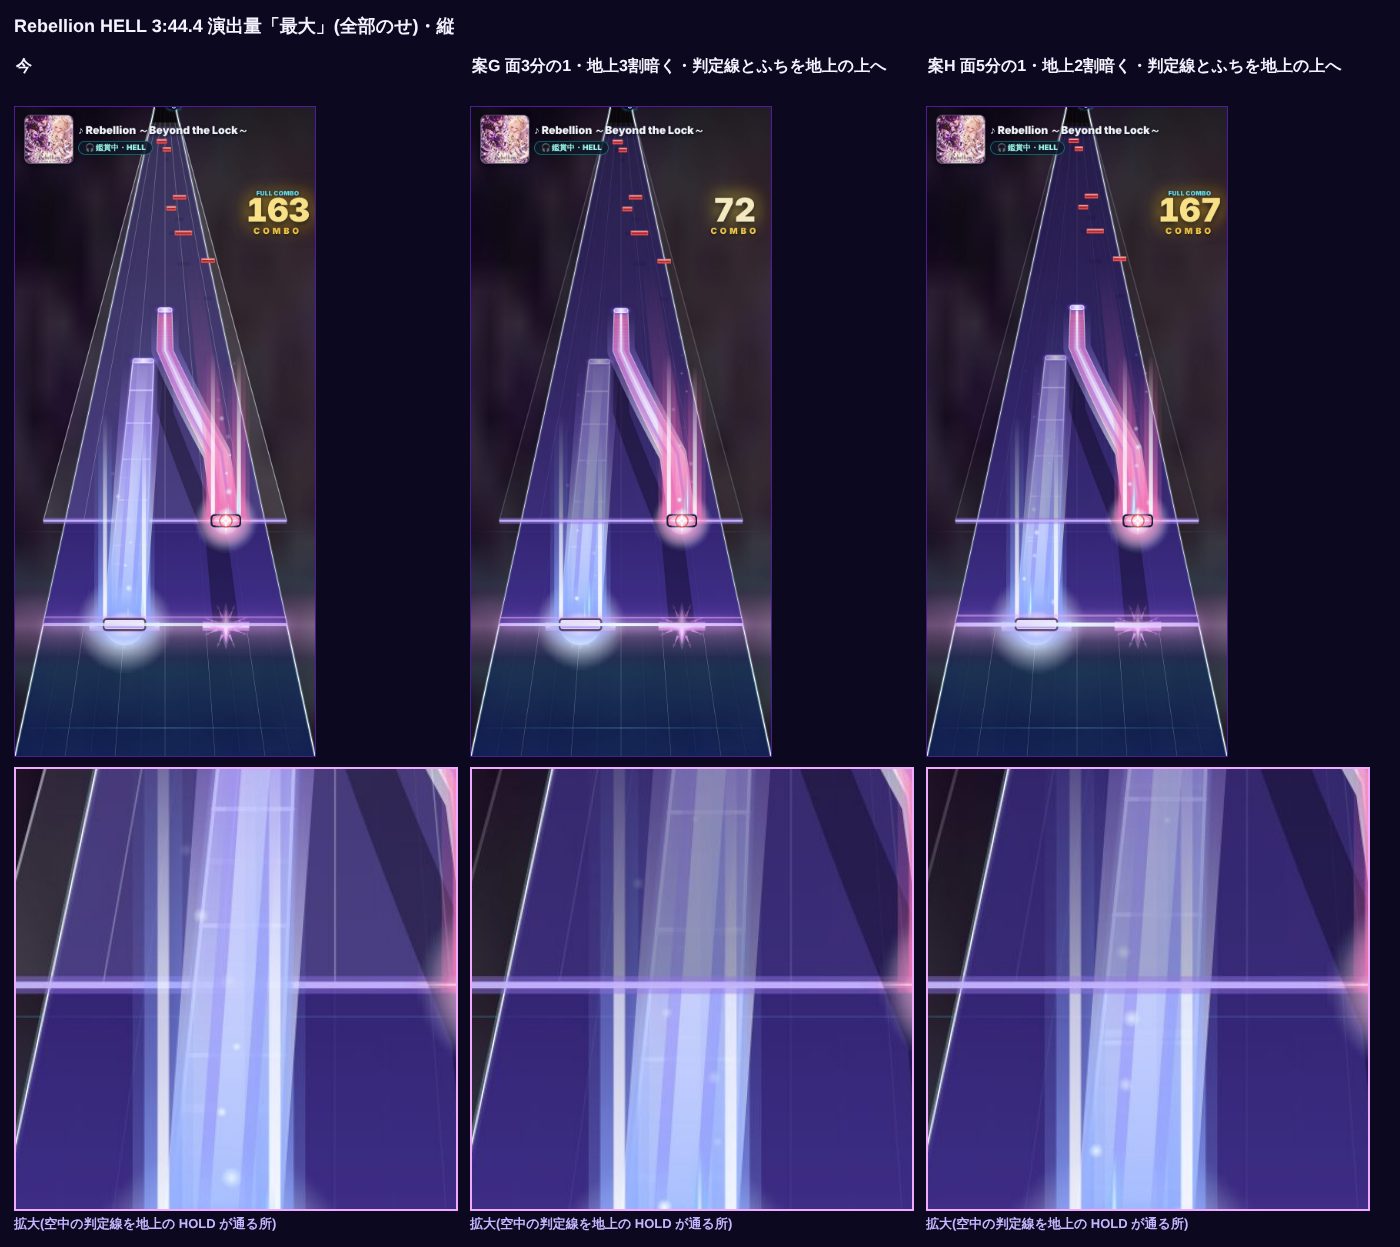 Rebellion HELL 3:44.4 演出量「最大」(全部のせ)・縦
今
案G 面3分の1・地上3割暗く・判定線とふちを地上の上へ
案H 面5分の1・地上2割暗く・判定線とふちを地上の上へ
♪ Rebellion ～Beyond the Lock～
🎧鑑賞中・HELL
FULL COMBO
163
COMBO
♪ Rebellion ～Beyond the Lock～
🎧鑑賞中・HELL
72
COMBO
♪ Rebellion ～Beyond the Lock～
🎧鑑賞中・HELL
FULL COMBO
167
COMBO
拡大(空中の判定線を地上の HOLD が通る所)
拡大(空中の判定線を地上の HOLD が通る所)
拡大(空中の判定線を地上の HOLD が通る所)